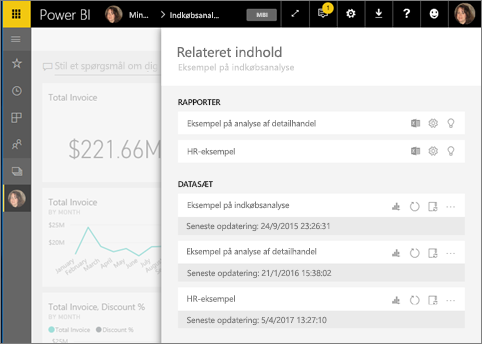 Power BI
Min...
Indkøbsanal...
MBI
1
?
Relateret indhold
Eksempel på indkøbsanalyse
Stil et spørgsmål om dig
RAPPORTER
Total Invoice
Eksempel på analyse af detailhandel
$221.66M
HR-eksempel
DATASÆT
Total Invoice
BY MONTH
Eksempel på indkøbsanalyse
Seneste opdatering: 24/9/2015 23:26:31
$25M
$20M
Eksempel på analyse af detailhandel
Seneste opdatering: 21/1/2016 15:38:02
January
February
March
April
May
June
July
Total Invoice, Discount %
BY MONTH
HR-eksempel
Seneste opdatering: 5/4/2017 13:27:10
Total Invoice
Discount %
$25M